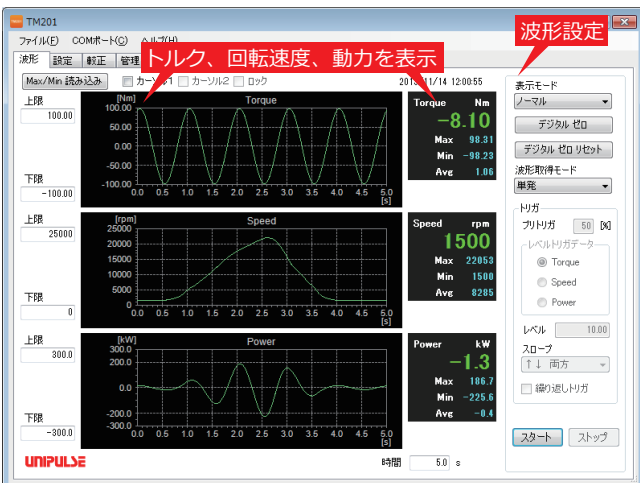 TM201
波形設定
ファイル(F) COMポート(C) ヘルプ(H)
波形 設定 較正 管理
トルク、回転速度、動力を表示
Max/Min 読み込み カーソル1 カーソル2 ロック 11/14 12:00:55
上限
100.00
下限
-100.00
[Nm] Torque
100.00
50.00
0.00
-50.00
-100.00
0.0 0.5 1.0 1.5 2.0 2.5 3.0 3.5 4.0 4.5 5.0
[s]
Torque Nm
-8.10
Max 98.31
Min -98.23
Avg 1.06
上限
25000
下限
0
[rpm] Speed
25000
20000
15000
10000
5000
0
0.0 0.5 1.0 1.5 2.0 2.5 3.0 3.5 4.0 4.5 5.0
[s]
Speed rpm
1500
Max 22053
Min 1500
Avg 8285
上限
300.0
下限
-300.0
[kW] Power
300.0
200.0
0.0
-200.0
-300.0
0.0 0.5 1.0 1.5 2.0 2.5 3.0 3.5 4.0 4.5 5.0
[s]
Power kW
-1.3
Max 186.7
Min -225.6
Avg -0.4
表示モード
ノーマル
デジタル ゼロ
デジタル ゼロ リセット
波形取得モード
単発
トリガ
プリトリガ 50 [%]
レベルトリガデータ
Torque
Speed
Power
レベル 10.00
スロープ
↑↓ 両方
繰り返しトリガ
スタート ストップ
UNIPULSE
時間 5.0 s